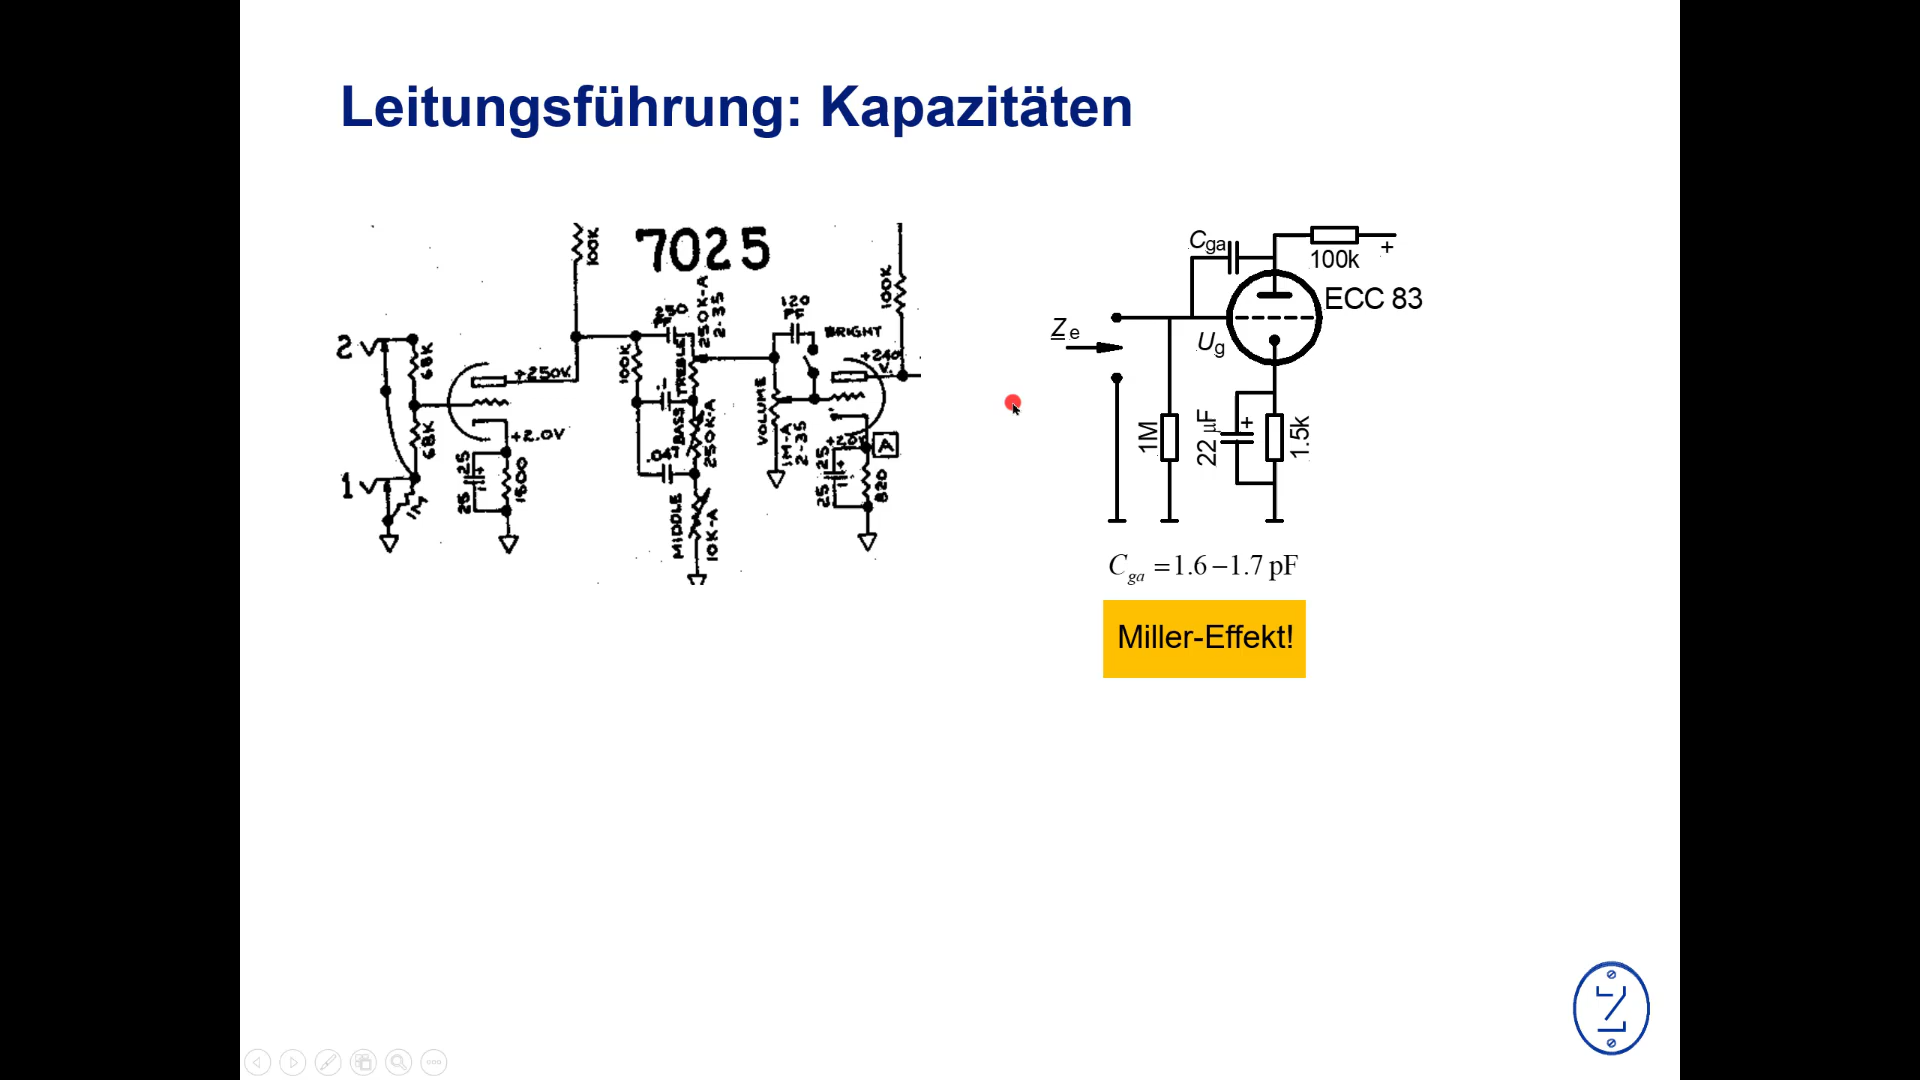 Leitungsführung: Kapazitäten
7025
100K
250
PF
250K-A
2-35
TREBLE
120
PF
BRIGHT
100K
+240
V.
2
68K
+250V.
100K
.1
BASS
250K-A
VOLUME
1M-A
2-35
68K
+2.0V
.047
A
1
1M
25 25
+
1500
MIDDLE
10K-A
25 25
+
820
Cga
100k
+
ECC 83
Ze
Ug
1M
22 µF
+
1.5k
Cga = 1.6 – 1.7 pF
Miller-Effekt!